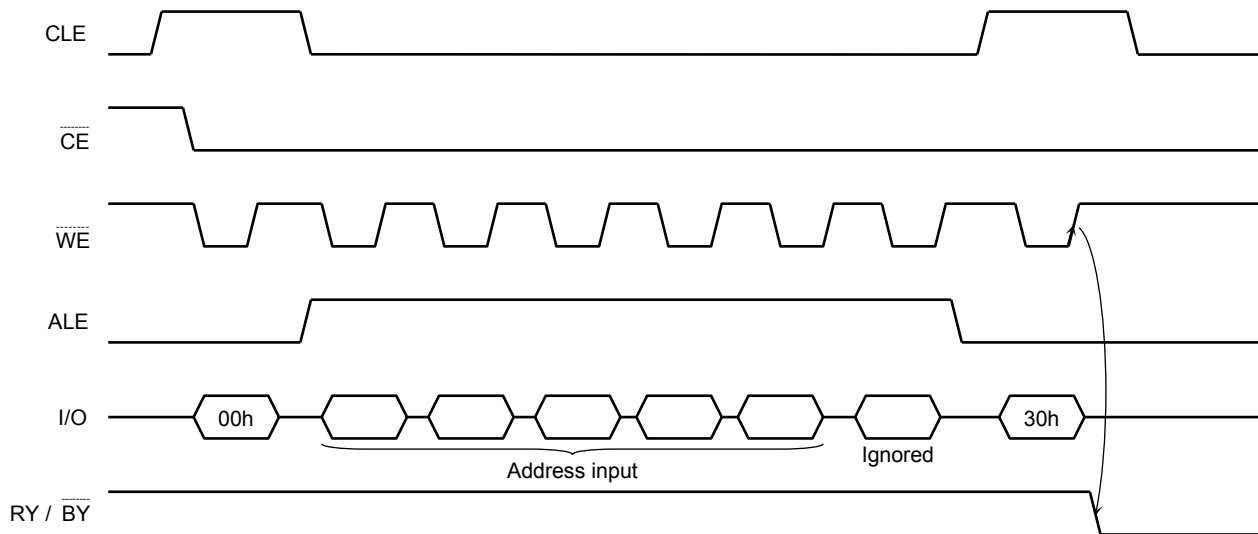 CLE
CE
WE
ALE
I/O
00h
30h
Address input
Ignored
RY / BY